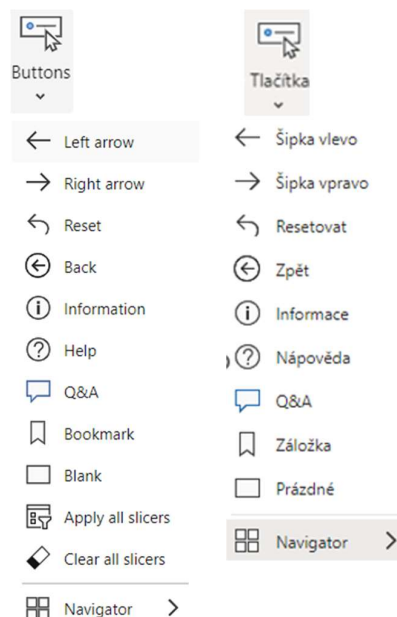 Buttons
Left arrow
Right arrow
Reset
Back
Information
Help
Q&A
Bookmark
Blank
Apply all slicers
Clear all slicers
Navigator
Tlačítka
Šipka vlevo
Šipka vpravo
Resetovat
Zpět
Informace
Nápověda
Q&A
Záložka
Prázdné
Navigator